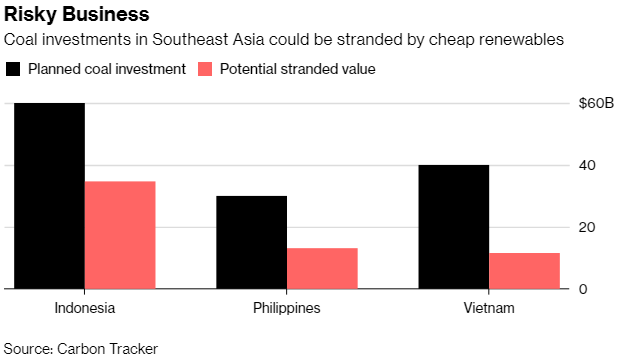 Risky Business
Coal investments in Southeast Asia could be stranded by cheap renewables
Planned coal investment Potential stranded value
$60B
40
20
0
Indonesia Philippines Vietnam
Source: Carbon Tracker